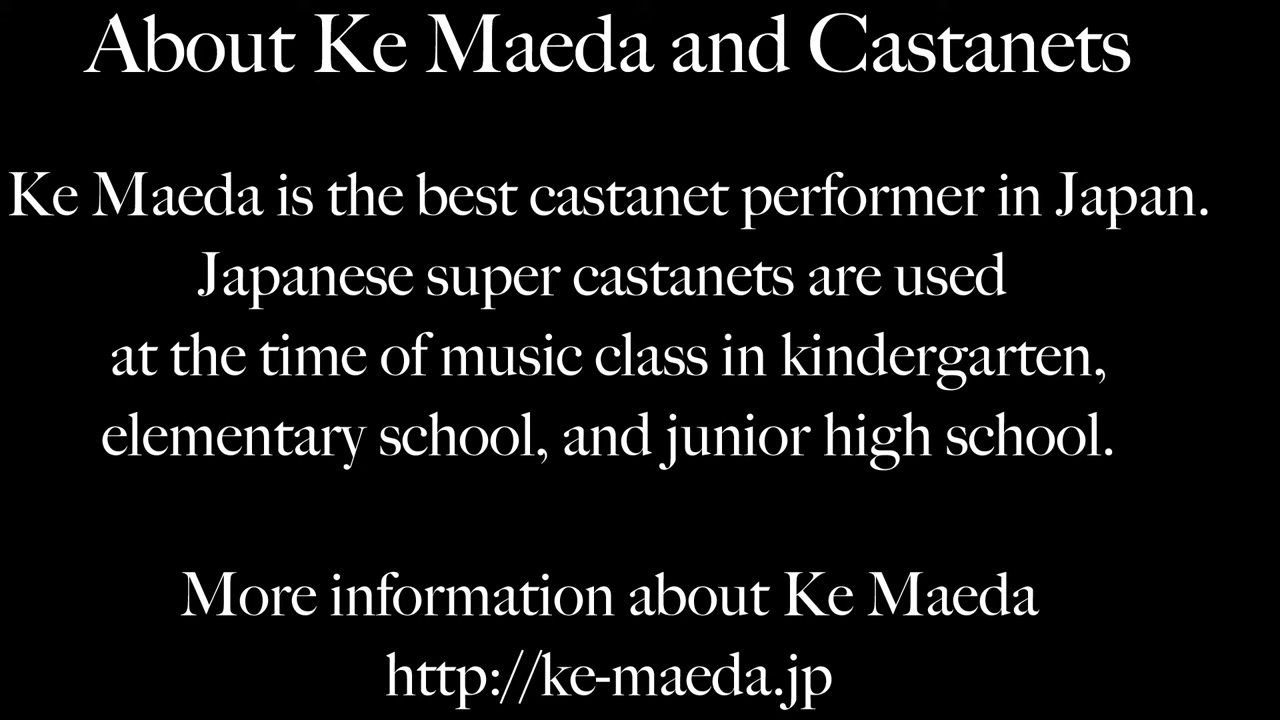 About Ke Maeda and Castanets
Ke Maeda is the best castanet performer in Japan.
Japanese super castanets are used
at the time of music class in kindergarten,
elementary school, and junior high school.
More information about Ke Maeda
http://ke-maeda.jp